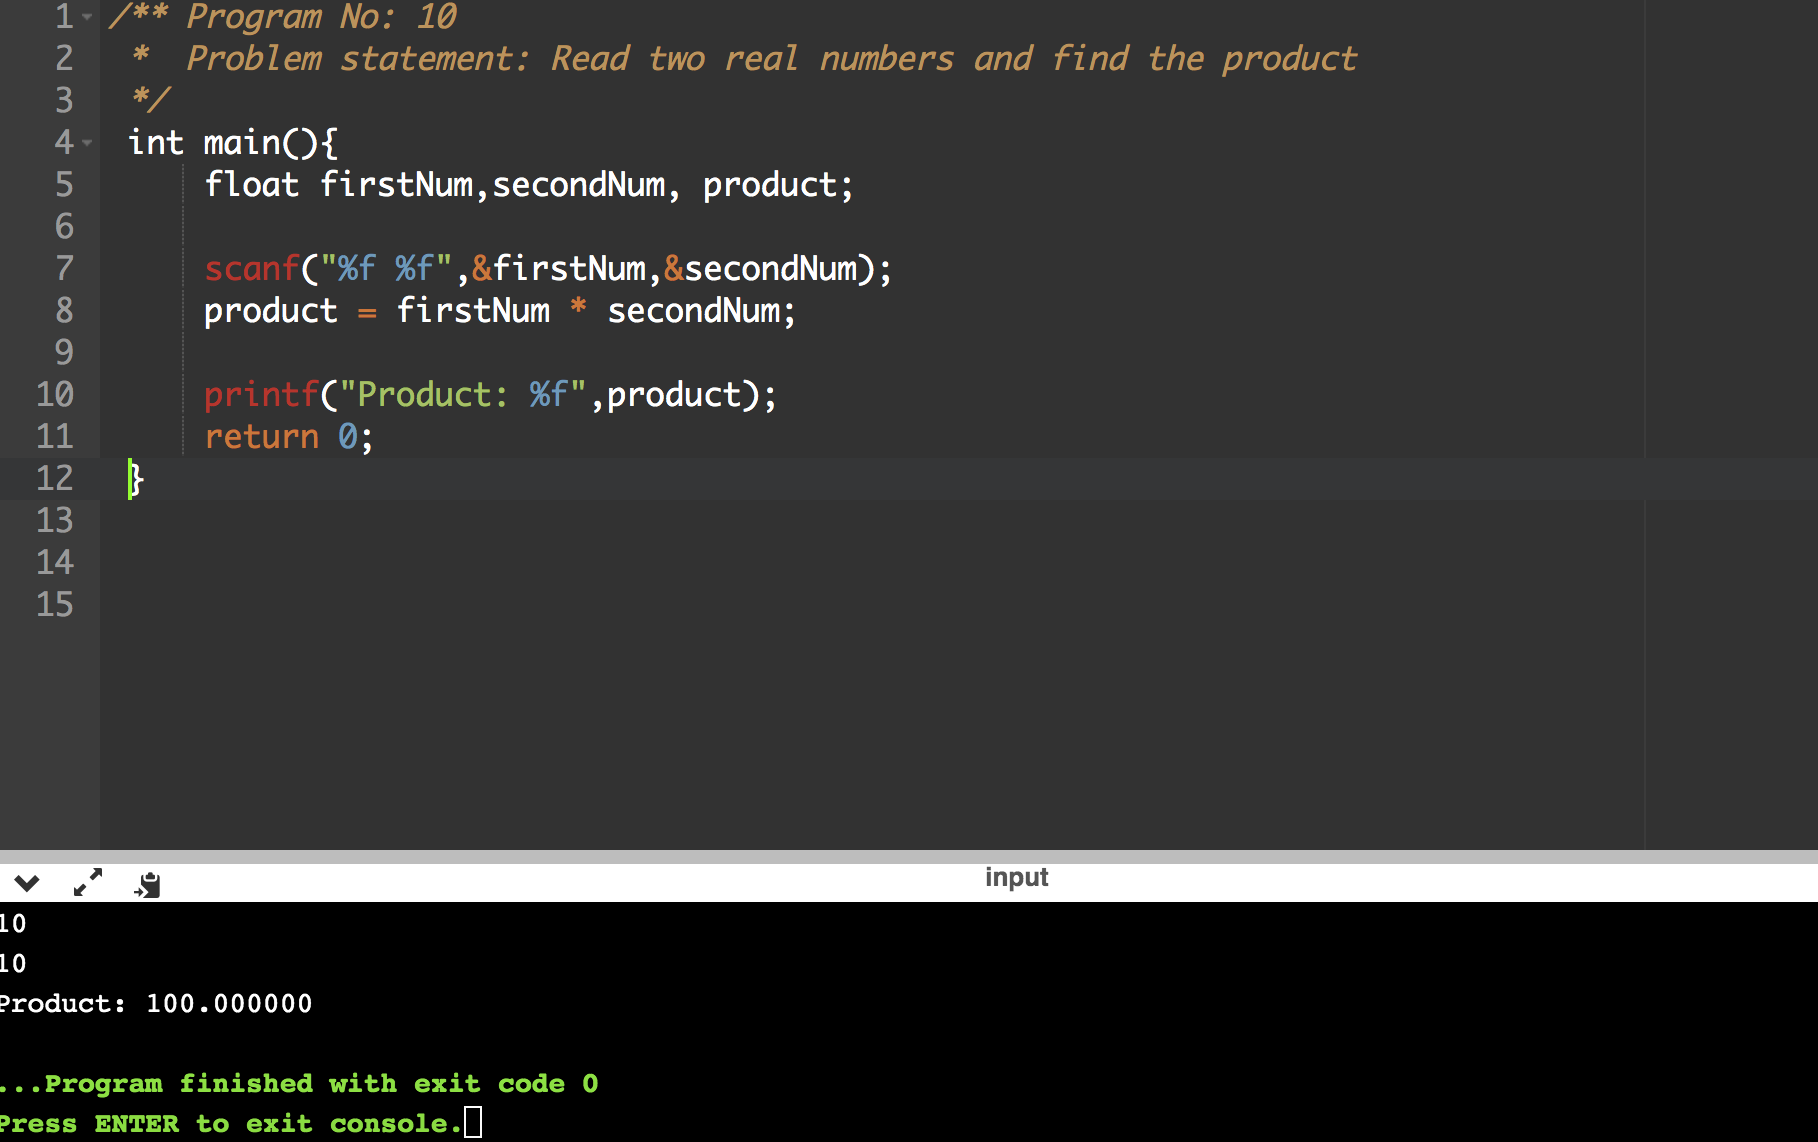 1 /** Program No: 10
2  *  Problem statement: Read two real numbers and find the product
3  */
4 int main(){
5     float firstNum,secondNum, product;
6
7     scanf("%f %f",&firstNum,&secondNum);
8     product = firstNum * secondNum;
9
10     printf("Product: %f",product);
11     return 0;
12 }
13
14
15
input
10
10
Product: 100.000000
...Program finished with exit code 0
Press ENTER to exit console.